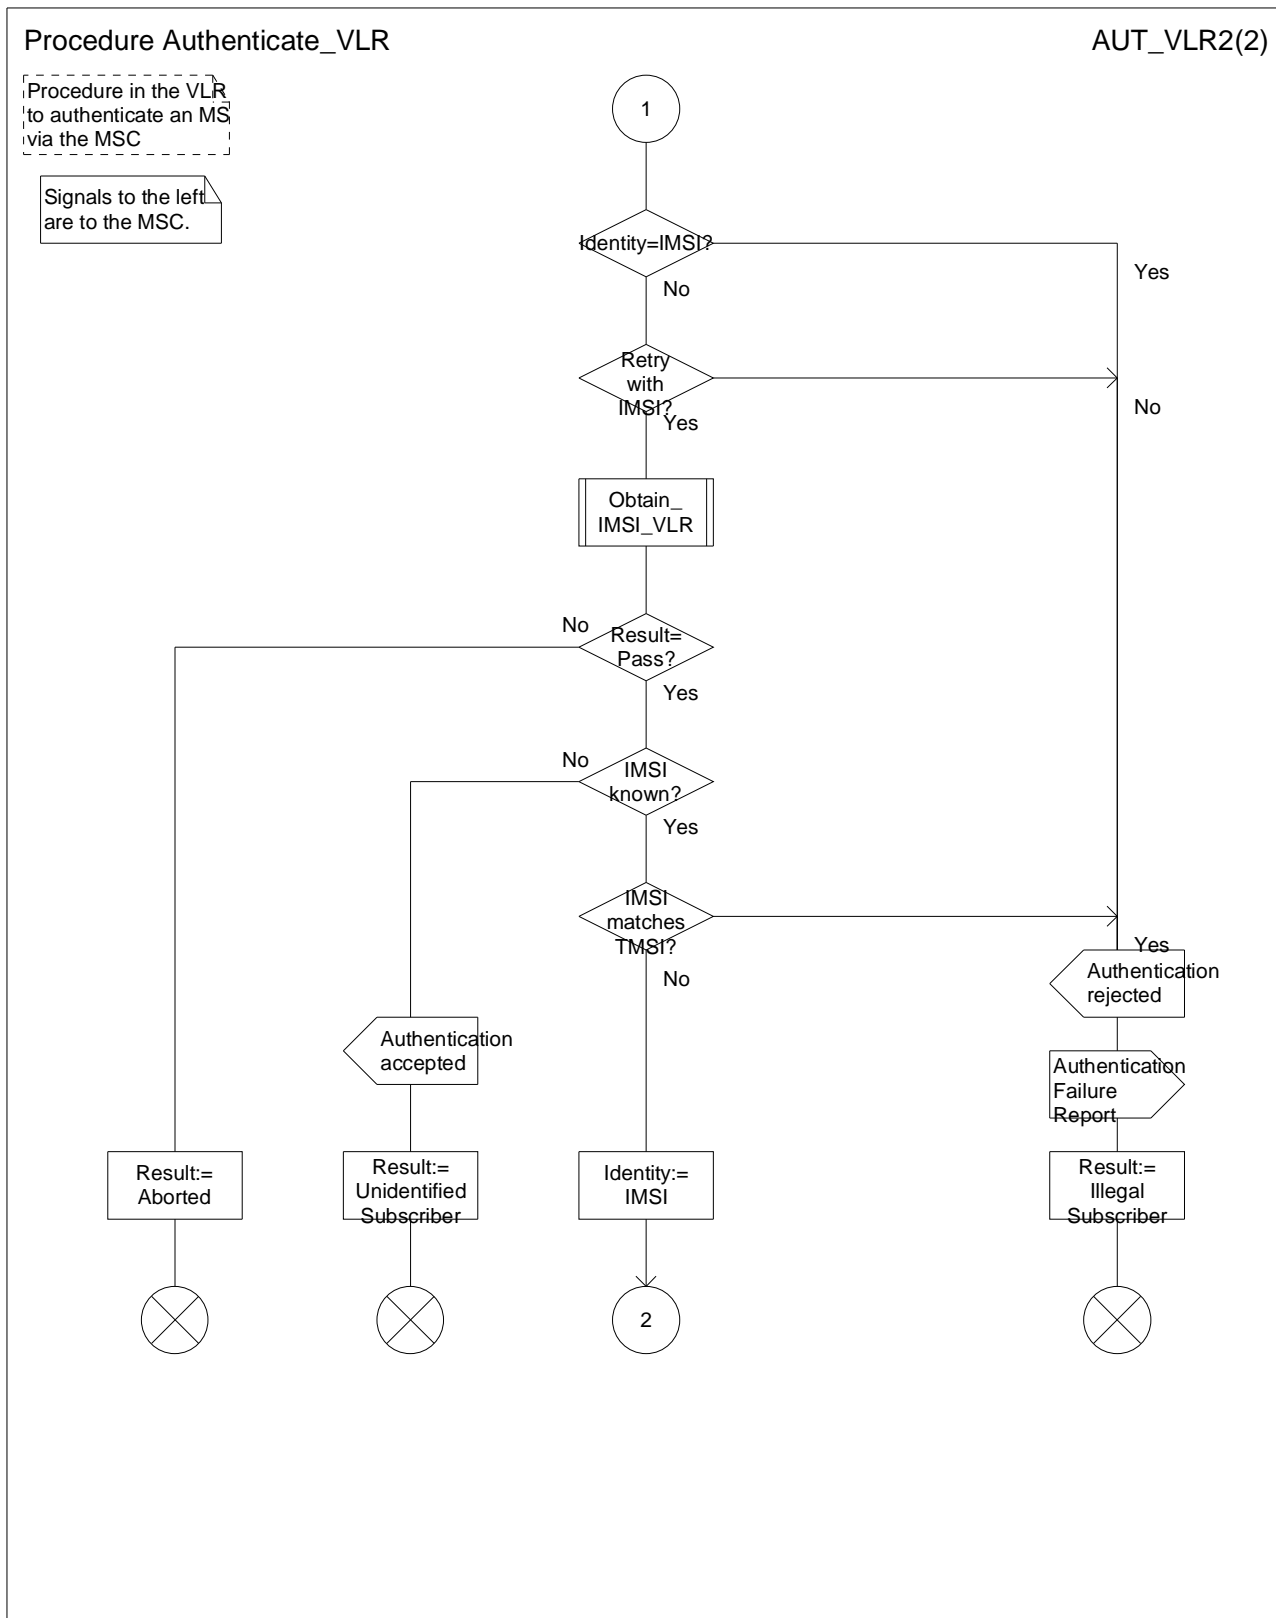 Procedure Authenticate_VLR
AUT_VLR2(2)
Procedure in the VLR
to authenticate an MS
via the MSC
Signals to the left
are to the MSC.
1
Identity=IMSI?
Yes
No
Retry
with
IMSI?
No
Yes
Obtain_
IMSI_VLR
No
Result=
Pass?
Yes
No
IMSI
known?
Yes
IMSI
matches
TMSI?
Yes
No
Authentication
rejected
Authentication
accepted
Authentication
Failure
Report
Result:=
Aborted
Result:=
Unidentified
Subscriber
Identity:=
IMSI
Result:=
Illegal
Subscriber
2